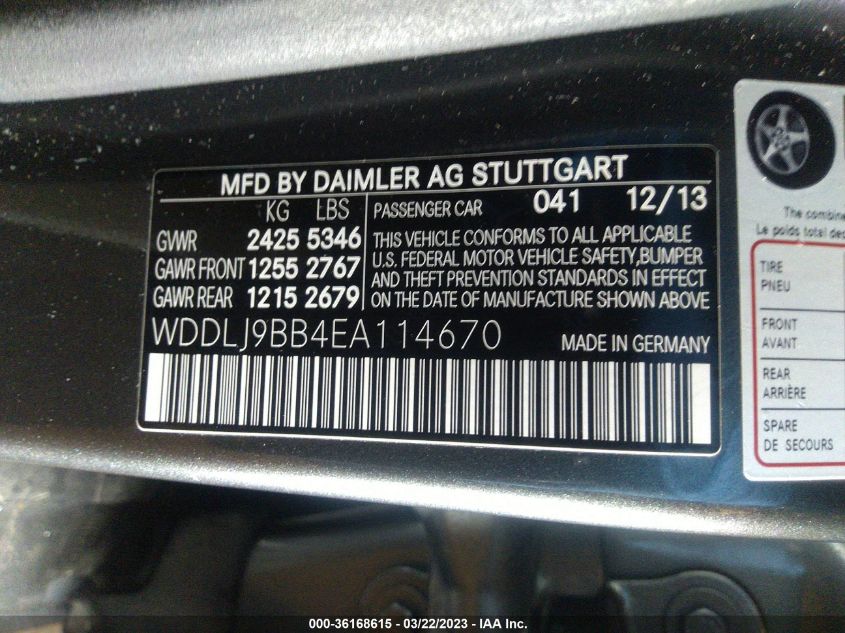 MFD BY DAIMLER AG STUTTGART
KG LBS
GVWR 2425 5346
GAWR FRONT 1255 2767
GAWR REAR 1215 2679
PASSENGER CAR 041 12/13
THIS VEHICLE CONFORMS TO ALL APPLICABLE
U.S. FEDERAL MOTOR VEHICLE SAFETY,BUMPER
AND THEFT PREVENTION STANDARDS IN EFFECT
ON THE DATE OF MANUFACTURE SHOWN ABOVE
WDDLJ9BB4EA114670 MADE IN GERMANY
The combine
Le poids total des
TIRE
PNEU
FRONT
AVANT
REAR
ARRIÈRE
SPARE
DE SECOURS
000-36168615 - 03/22/2023 - IAA Inc.